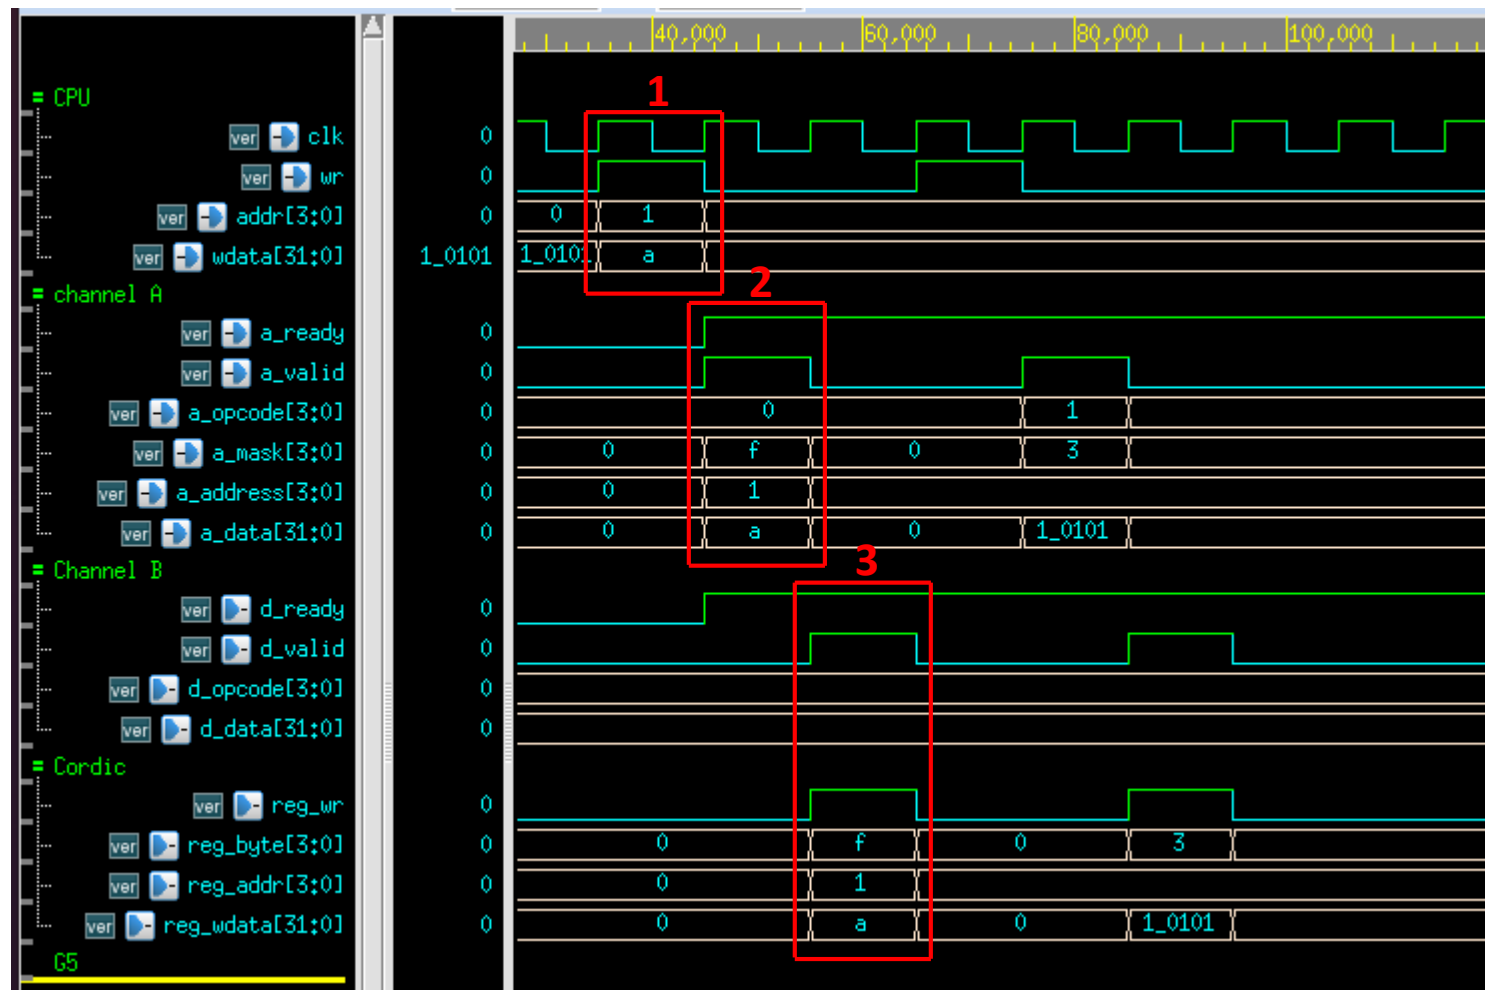 40,000 60,000 80,000 100,000
= CPU
1
ver clk 0
ver wr 0
ver addr[3:0] 0 0 1
ver wdata[31:0] 1_0101 1_0101 a
= channel A
2
ver a_ready 0
ver a_valid 0
ver a_opcode[3:0] 0 0 1
ver a_mask[3:0] 0 0 f 0 3
ver a_address[3:0] 0 0 1
ver a_data[31:0] 0 0 a 0 1_0101
= Channel B
3
ver d_ready 0
ver d_valid 0
ver d_opcode[3:0] 0
ver d_data[31:0] 0
= Cordic
ver reg_wr 0
ver reg_byte[3:0] 0 0 f 0 3
ver reg_addr[3:0] 0 0 1
ver reg_wdata[31:0] 0 0 a 0 1_0101
G5